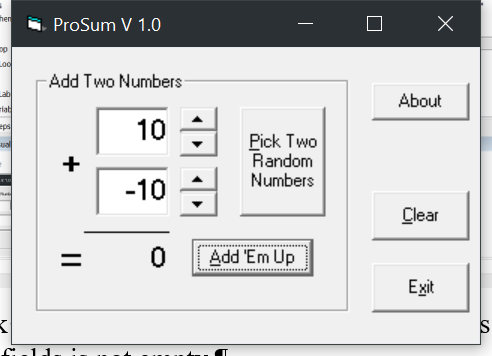 ProSum V 1.0
Add Two Numbers
About
10
+
-10
Pick Two
Random
Numbers
Clear
= 0
Add 'Em Up
Exit
fields is not empty.¶